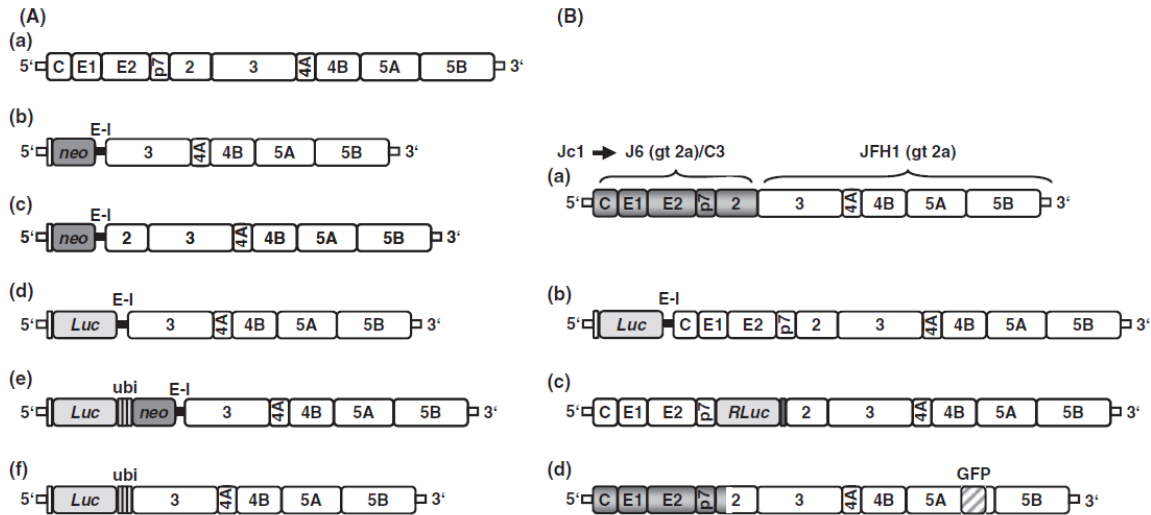 (A)
(a)
5‘ C E1 E2 p7 2 3 4A 4B 5A 5B 3‘
(b)
E-I
5‘ neo 3 4A 4B 5A 5B 3‘
(c)
E-I
5‘ neo 2 3 4A 4B 5A 5B 3‘
(d)
E-I
5‘ Luc 3 4A 4B 5A 5B 3‘
(e)
ubi E-I
5‘ Luc neo 3 4A 4B 5A 5B 3‘
(f)
ubi
5‘ Luc 3 4A 4B 5A 5B 3‘
(B)
Jc1 J6 (gt 2a)/C3 JFH1 (gt 2a)
(a)
5‘ C E1 E2 p7 2 3 4A 4B 5A 5B 3‘
(b)
E-I
5‘ Luc C E1 E2 p7 2 3 4A 4B 5A 5B 3‘
(c)
5‘ C E1 E2 p7 RLuc 2 3 4A 4B 5A 5B 3‘
(d)
GFP
5‘ C E1 E2 p7 2 3 4A 4B 5A 5B 3‘